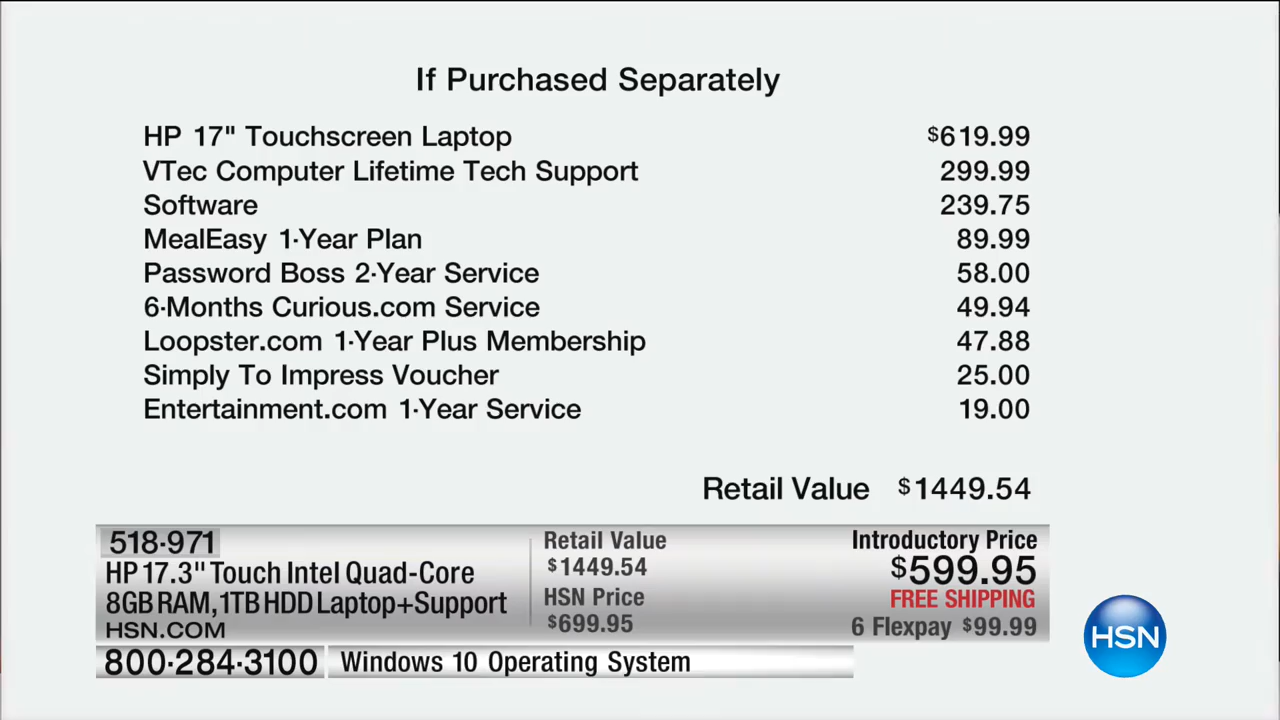 If Purchased Separately
HP 17" Touchscreen Laptop $619.99
VTec Computer Lifetime Tech Support 299.99
Software 239.75
MealEasy 1-Year Plan 89.99
Password Boss 2-Year Service 58.00
6-Months Curious.com Service 49.94
Loopster.com 1-Year Plus Membership 47.88
Simply To Impress Voucher 25.00
Entertainment.com 1-Year Service 19.00
Retail Value $1449.54
518-971
HP 17.3" Touch Intel Quad-Core
8GB RAM, 1TB HDD Laptop+Support
HSN.COM
Retail Value
$1449.54
HSN Price
$699.95
Introductory Price
$599.95
FREE SHIPPING
6 Flexpay $99.99
800-284-3100 Windows 10 Operating System
HSN